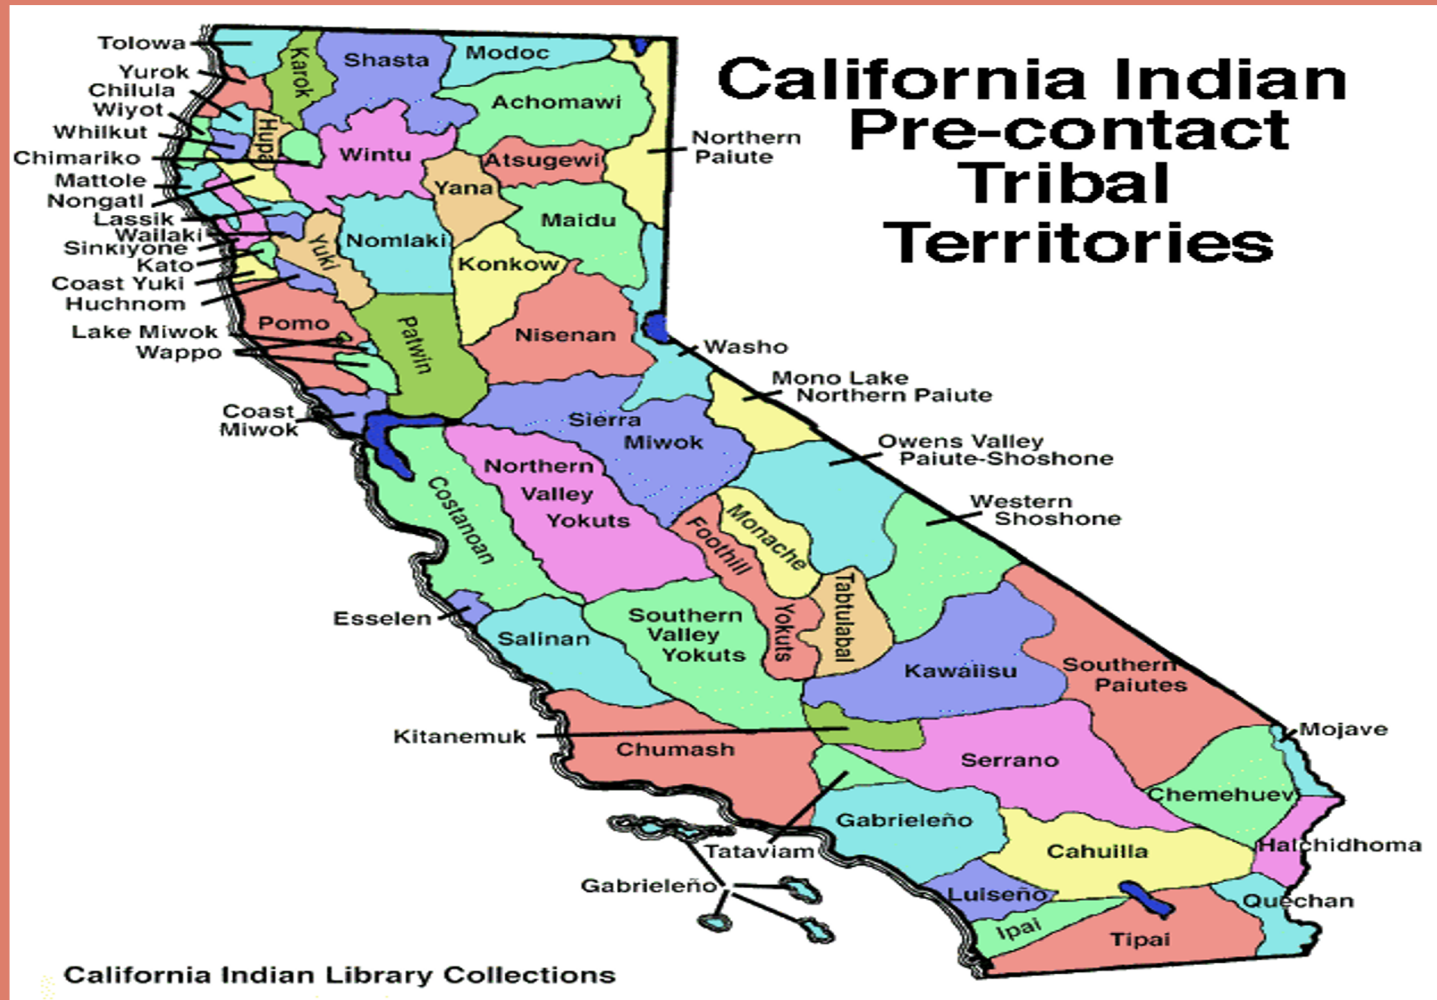 California Indian
Pre-contact
Tribal
Territories
Tolowa
Yurok
Chilula
Wiyot
Whilkut
Chimariko
Mattole
Nongatl
Lassik
Wailaki
Sinkiyone
Kato
Coast Yuki
Huchnom
Lake Miwok
Wappo
Coast
Miwok
Karok
Shasta
Modoc
Achomawi
Hupa
Wintu
Atsugewi
Northern
Paiute
Yana
Maidu
Yuki
Nomlaki
Konkow
Pomo
Patwin
Nisenan
Washo
Mono Lake
Northern Paiute
Sierra
Miwok
Owens Valley
Paiute-Shoshone
Northern
Valley
Yokuts
Costanoan
Western
Shoshone
Foothill
Yokuts
Monache
Tabtulabal
Esselen
Salinan
Southern
Valley
Yokuts
Kawaiisu
Southern
Paiutes
Kitanemuk
Chumash
Serrano
Mojave
Chemehuev
Tataviam
Gabrieleño
Gabrieleño
Cahuilla
Halchidhoma
Luiseño
Quechan
Ipai
Tipai
California Indian Library Collections